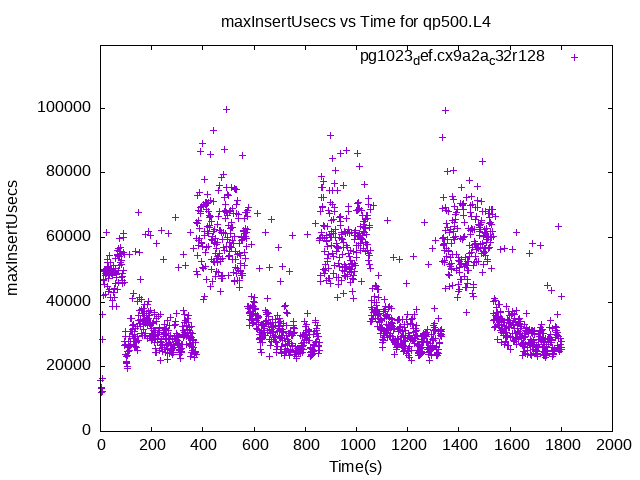 maxInsertUsecs vs Time for qp500.L4
pg1023def.cx9a2ac32r128
100000
80000
60000
40000
20000
0
maxInsertUsecs
0 200 400 600 800 1000 1200 1400 1600 1800 2000
Time(s)